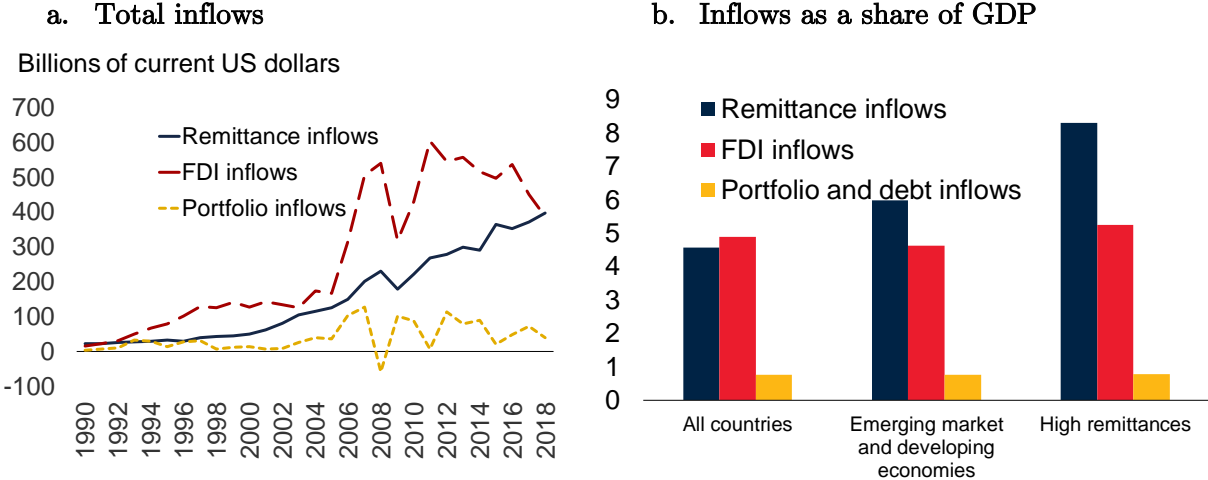 a. Total inflows
Billions of current US dollars
700
600
500
400
300
200
100
0
-100
Remittance inflows
FDI inflows
Portfolio inflows
1990
1992
1994
1996
1998
2000
2002
2004
2006
2008
2010
2012
2014
2016
2018
b. Inflows as a share of GDP
9
8
7
6
5
4
3
2
1
0
Remittance inflows
FDI inflows
Portfolio and debt inflows
All countries
Emerging market
and developing
economies
High remittances